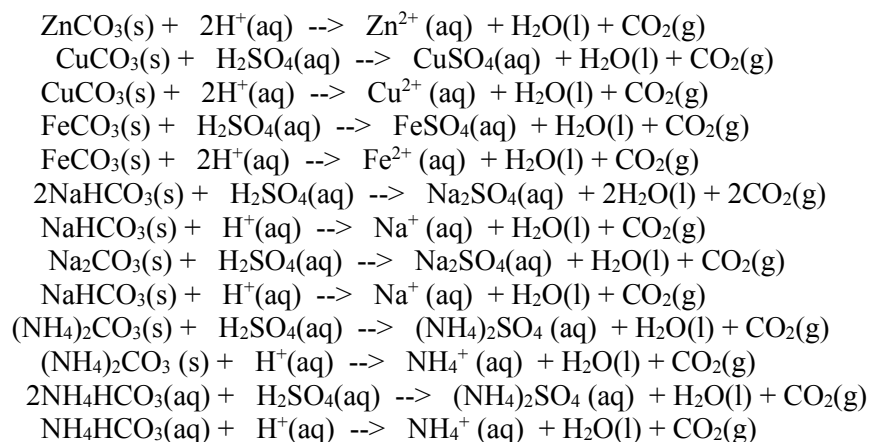 ZnCO₃(s) + 2H⁺(aq) --> Zn²⁺ (aq) + H₂O(l) + CO₂(g)
CuCO₃(s) + H₂SO₄(aq) --> CuSO₄(aq) + H₂O(l) + CO₂(g)
CuCO₃(s) + 2H⁺(aq) --> Cu²⁺ (aq) + H₂O(l) + CO₂(g)
FeCO₃(s) + H₂SO₄(aq) --> FeSO₄(aq) + H₂O(l) + CO₂(g)
FeCO₃(s) + 2H⁺(aq) --> Fe²⁺ (aq) + H₂O(l) + CO₂(g)
2NaHCO₃(s) + H₂SO₄(aq) --> Na₂SO₄(aq) + 2H₂O(l) + 2CO₂(g)
NaHCO₃(s) + H⁺(aq) --> Na⁺ (aq) + H₂O(l) + CO₂(g)
Na₂CO₃(s) + H₂SO₄(aq) --> Na₂SO₄(aq) + H₂O(l) + CO₂(g)
NaHCO₃(s) + H⁺(aq) --> Na⁺ (aq) + H₂O(l) + CO₂(g)
(NH₄)₂CO₃(s) + H₂SO₄(aq) --> (NH₄)₂SO₄ (aq) + H₂O(l) + CO₂(g)
(NH₄)₂CO₃ (s) + H⁺(aq) --> NH₄⁺ (aq) + H₂O(l) + CO₂(g)
2NH₄HCO₃(aq) + H₂SO₄(aq) --> (NH₄)₂SO₄ (aq) + H₂O(l) + CO₂(g)
NH₄HCO₃(aq) + H⁺(aq) --> NH₄⁺ (aq) + H₂O(l) + CO₂(g)